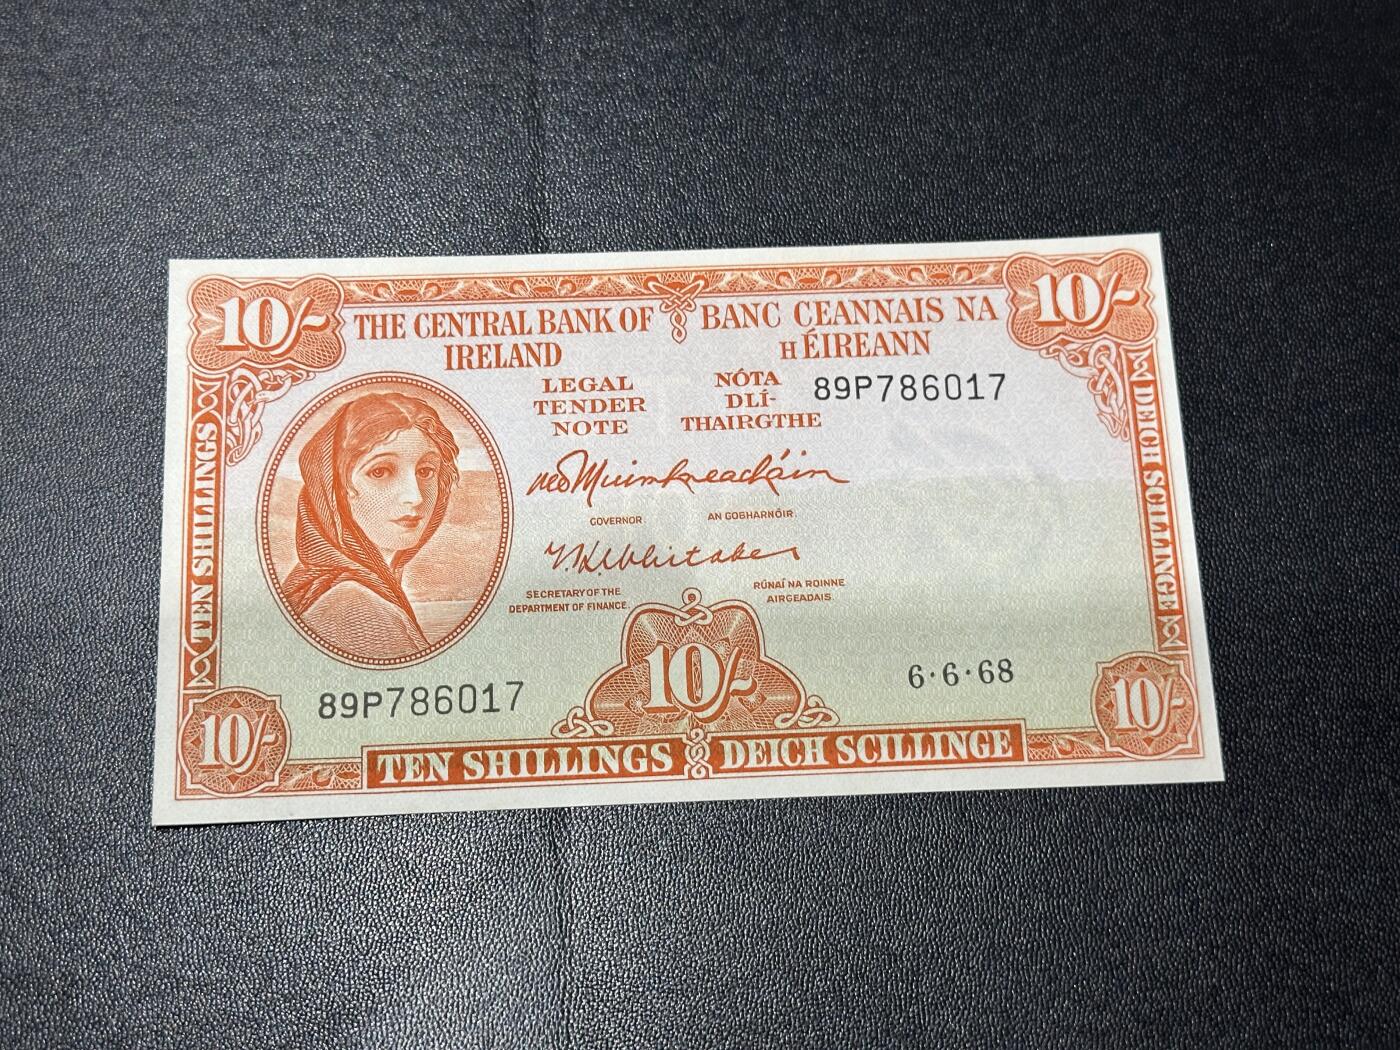 10/-
THE CENTRAL BANK OF
IRELAND
BANC CEANNAIS NA
hÉIREANN
10/-
LEGAL
TENDER
NOTE
NÓTA
DLÍ-
THAIRGTHE
89P786017
GOVERNOR
AN GOBHARNÓIR.
T.K. Whitaker
SECRETARY OF THE
DEPARTMENT OF FINANCE.
RÚNAÍ NA ROINNE
AIRGEADAIS.
TEN SHILLINGS
DEICH SCILLINGE
89P786017
10/-
6·6·68
10/-
10/-
TEN SHILLINGS
DEICH SCILLINGE